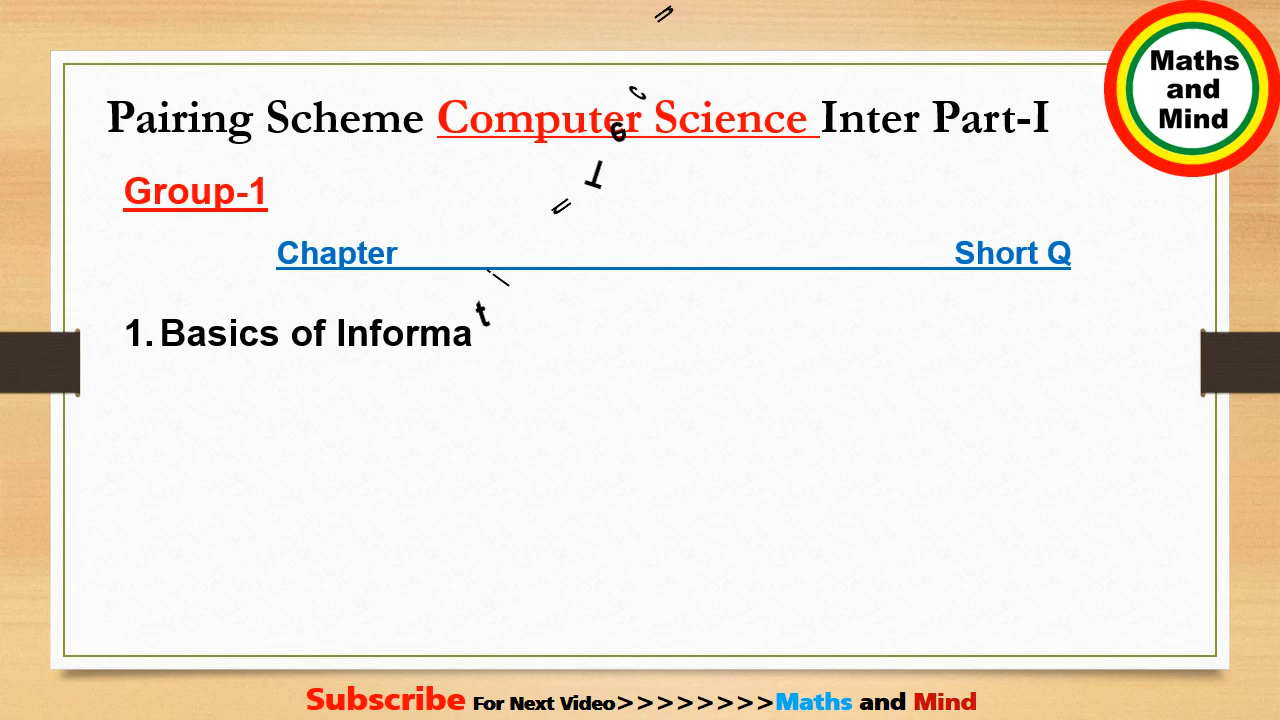 Maths
and
Mind
Pairing Scheme Computer Science Inter Part-I
Group-1
Chapter Short Q
1. Basics of Informat
Subscribe For Next Video>>>>>>>>Maths and Mind